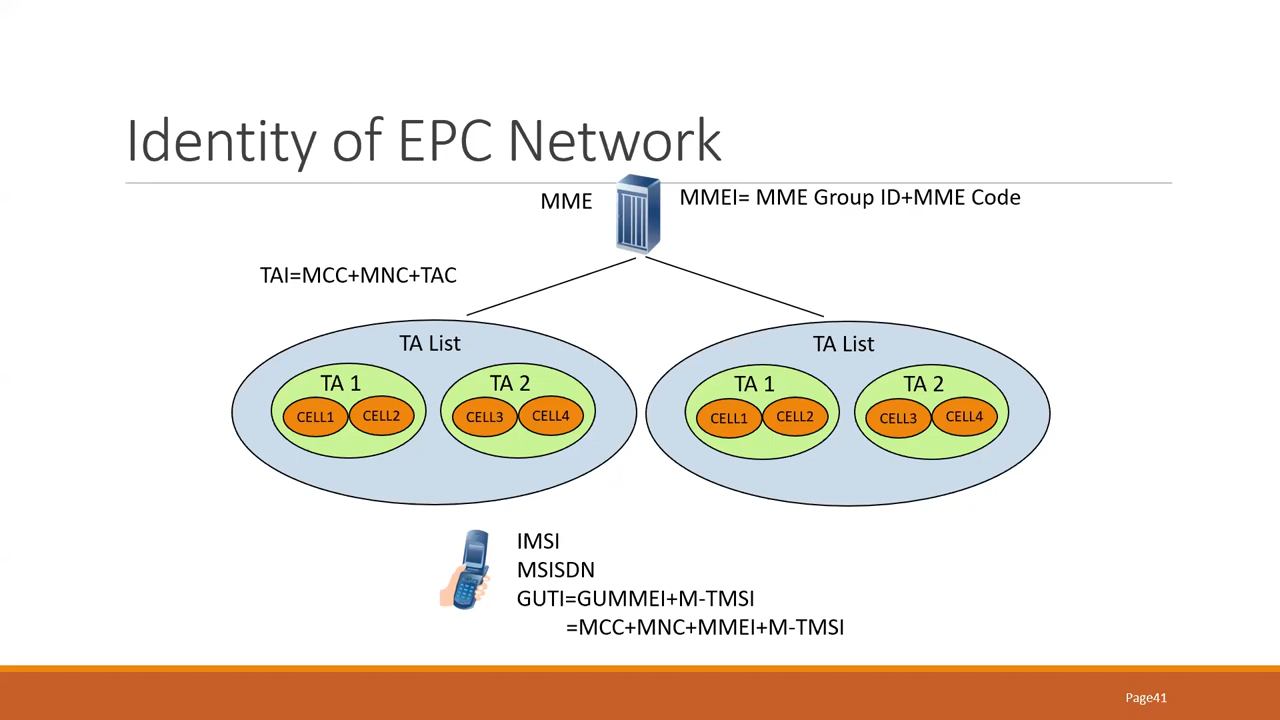 Identity of EPC Network
MME
MMEI= MME Group ID+MME Code
TAI=MCC+MNC+TAC
TA List
TA 1
TA 2
CELL1
CELL2
CELL3
CELL4
TA List
TA 1
TA 2
CELL1
CELL2
CELL3
CELL4
IMSI
MSISDN
GUTI=GUMMEI+M-TMSI
=MCC+MNC+MMEI+M-TMSI
Page41